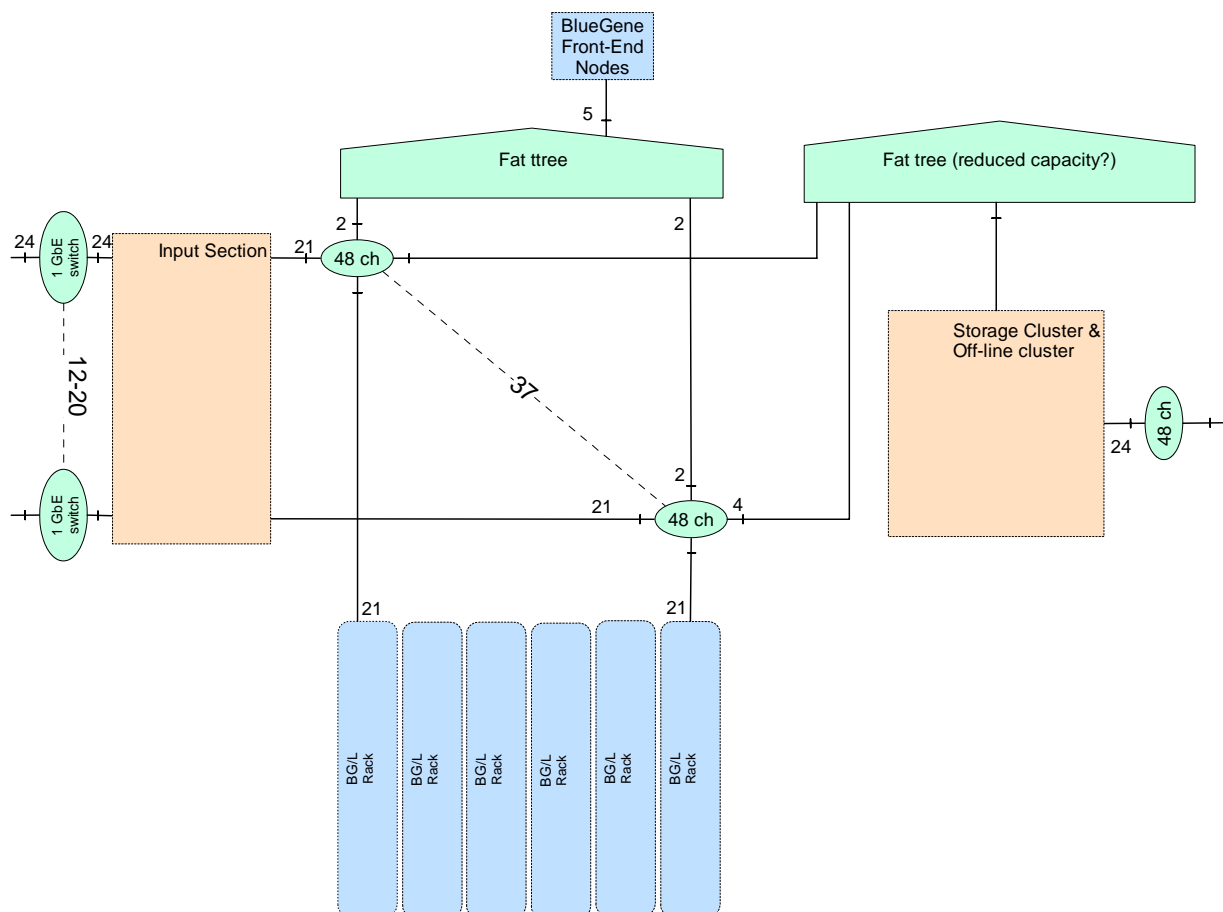 BlueGene
Front-End
Nodes
5
Fat ttree
Fat tree (reduced capacity?)
2
2
24
1 GbE
switch
24
Input Section
21
48 ch
12-20
37
Storage Cluster &
Off-line cluster
48 ch
24
1 GbE
switch
21
2
48 ch
4
21
21
BG/L
Rack
BG/L
Rack
BG/L
Rack
BG/L
Rack
BG/L
Rack
BG/L
Rack